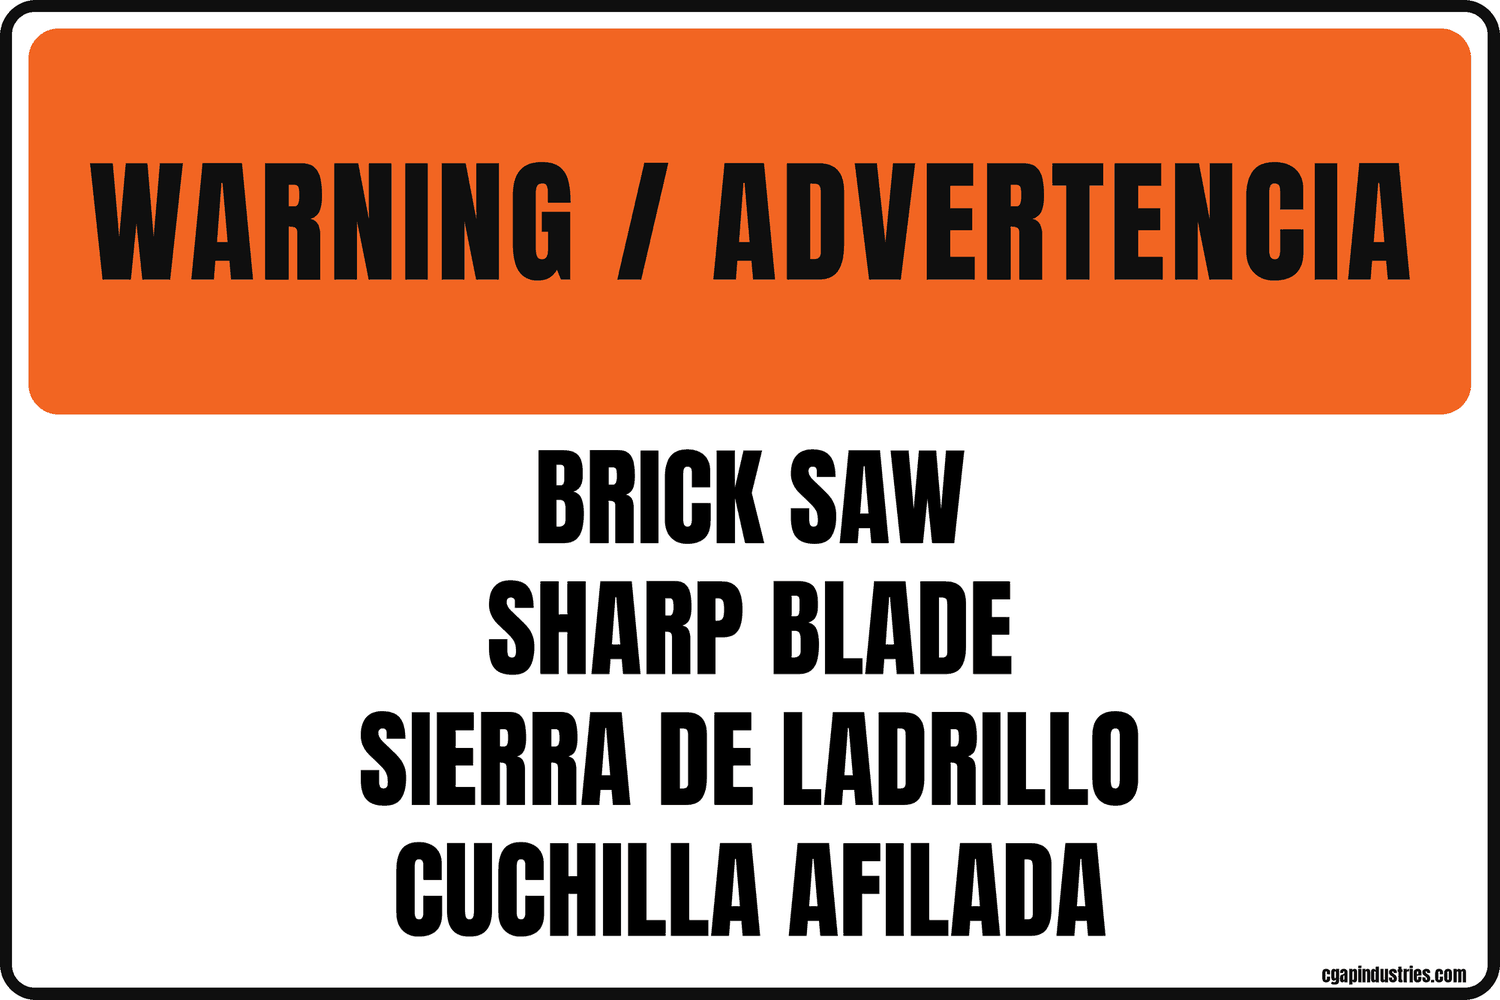 WARNING / ADVERTENCIA
BRICK SAW
SHARP BLADE
SIERRA DE LADRILLO
CUCHILLA AFILADA
cgapindustries.com